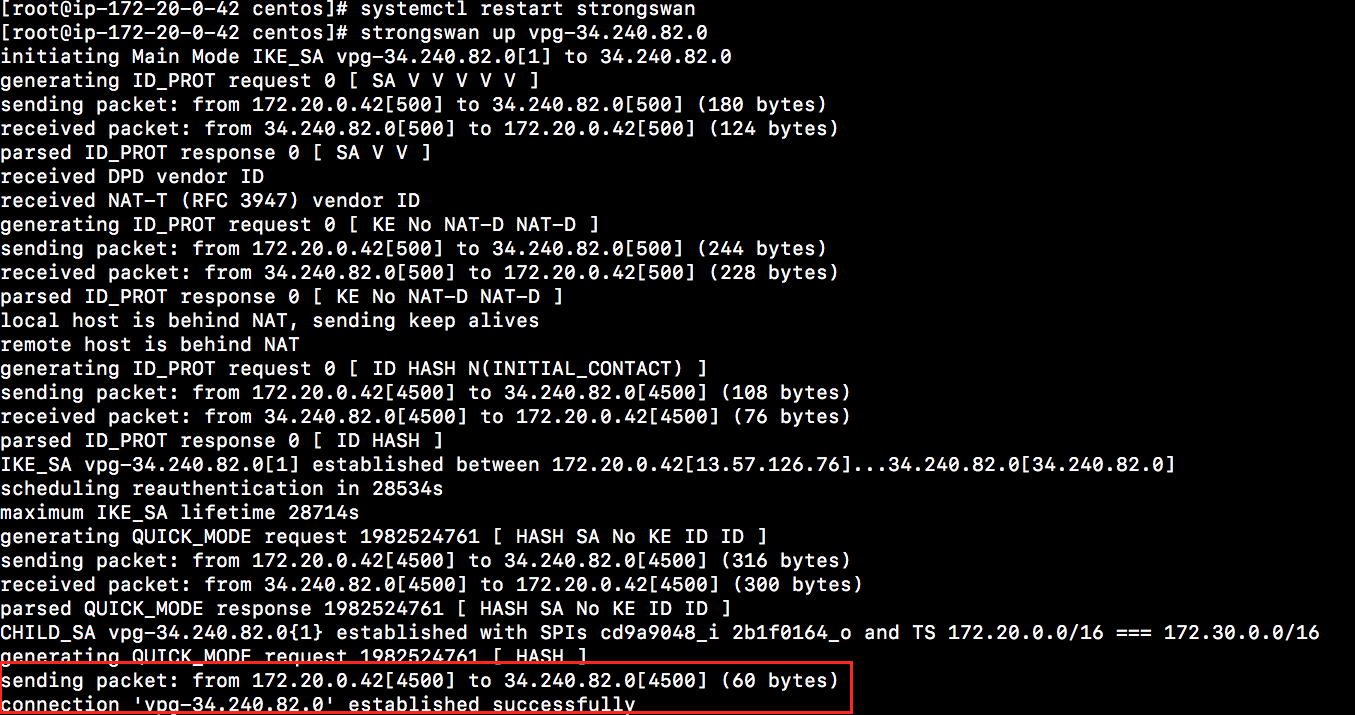 [root@ip-172-20-0-42 centos]# systemctl restart strongswan
[root@ip-172-20-0-42 centos]# strongswan up vpg-34.240.82.0
initiating Main Mode IKE_SA vpg-34.240.82.0[1] to 34.240.82.0
generating ID_PROT request 0 [ SA V V V V V ]
sending packet: from 172.20.0.42[500] to 34.240.82.0[500] (180 bytes)
received packet: from 34.240.82.0[500] to 172.20.0.42[500] (124 bytes)
parsed ID_PROT response 0 [ SA V V ]
received DPD vendor ID
received NAT-T (RFC 3947) vendor ID
generating ID_PROT request 0 [ KE No NAT-D NAT-D ]
sending packet: from 172.20.0.42[500] to 34.240.82.0[500] (244 bytes)
received packet: from 34.240.82.0[500] to 172.20.0.42[500] (228 bytes)
parsed ID_PROT response 0 [ KE No NAT-D NAT-D ]
local host is behind NAT, sending keep alives
remote host is behind NAT
generating ID_PROT request 0 [ ID HASH N(INITIAL_CONTACT) ]
sending packet: from 172.20.0.42[4500] to 34.240.82.0[4500] (108 bytes)
received packet: from 34.240.82.0[4500] to 172.20.0.42[4500] (76 bytes)
parsed ID_PROT response 0 [ ID HASH ]
IKE_SA vpg-34.240.82.0[1] established between 172.20.0.42[13.57.126.76]...34.240.82.0[34.240.82.0]
scheduling reauthentication in 28534s
maximum IKE_SA lifetime 28714s
generating QUICK_MODE request 1982524761 [ HASH SA No KE ID ID ]
sending packet: from 172.20.0.42[4500] to 34.240.82.0[4500] (316 bytes)
received packet: from 34.240.82.0[4500] to 172.20.0.42[4500] (300 bytes)
parsed QUICK_MODE response 1982524761 [ HASH SA No KE ID ID ]
CHILD_SA vpg-34.240.82.0{1} established with SPIs cd9a9048_i 2b1f0164_o and TS 172.20.0.0/16 === 172.30.0.0/16
generating QUICK_MODE request 1982524761 [ HASH ]
sending packet: from 172.20.0.42[4500] to 34.240.82.0[4500] (60 bytes)
connection 'vpg-34.240.82.0' established successfully